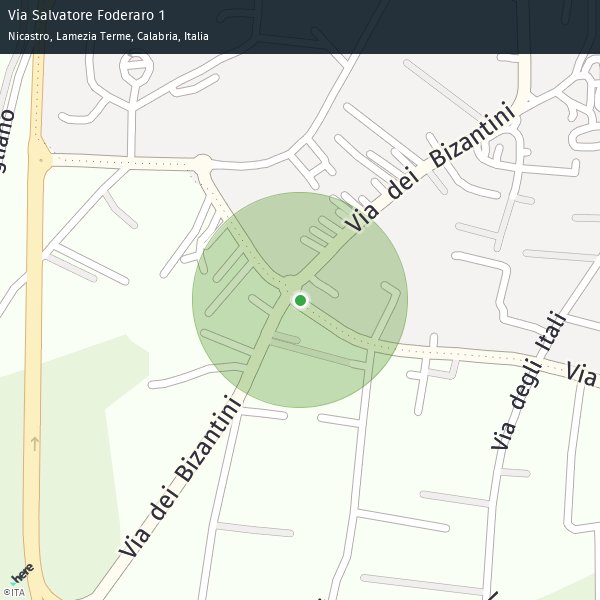 Via Salvatore Foderaro 1
Nicastro, Lamezia Terme, Calabria, Italia
gliano
Via dei Bizantini
Via degli Itali
Via
Via dei Bizantini
here
©ITA